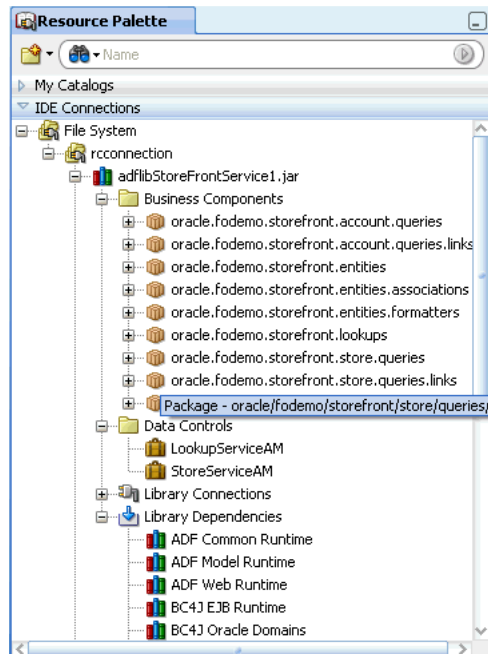 Resource Palette
Name
My Catalogs
IDE Connections
File System
rcconnection
adflibStoreFrontService1.jar
Business Components
oracle.fodemo.storefront.account.queries
oracle.fodemo.storefront.account.queries.links
oracle.fodemo.storefront.entities
oracle.fodemo.storefront.entities.associations
oracle.fodemo.storefront.entities.formatters
oracle.fodemo.storefront.lookups
oracle.fodemo.storefront.store.queries
oracle.fodemo.storefront.store.queries.links
Package - oracle/fodemo/storefront/store/queries/
Data Controls
LookupServiceAM
StoreServiceAM
Library Connections
Library Dependencies
ADF Common Runtime
ADF Model Runtime
ADF Web Runtime
BC4J EJB Runtime
BC4J Oracle Domains